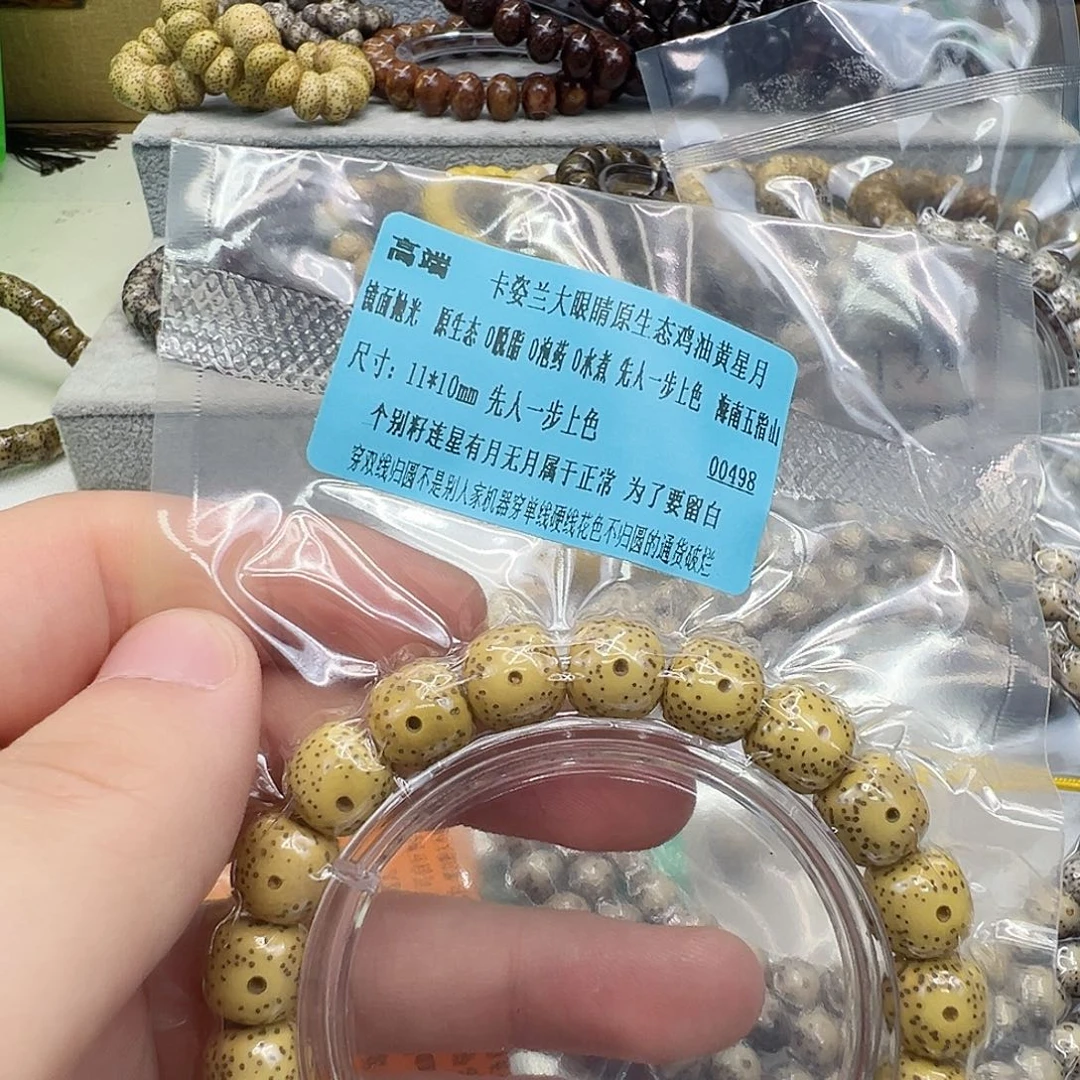 高端
卡姿兰大眼睛原生态鸡油黄星月
镜面抛光 原生态 0脱脂 0泡药 0水煮 先人一步上色 海南五指山
尺寸：11*10mm 先人一步上色
00498
个别籽连星有月无月属于正常 为了要留白
穿双线归圆不是别人家机器穿单线硬线花色不归圆的通货破烂